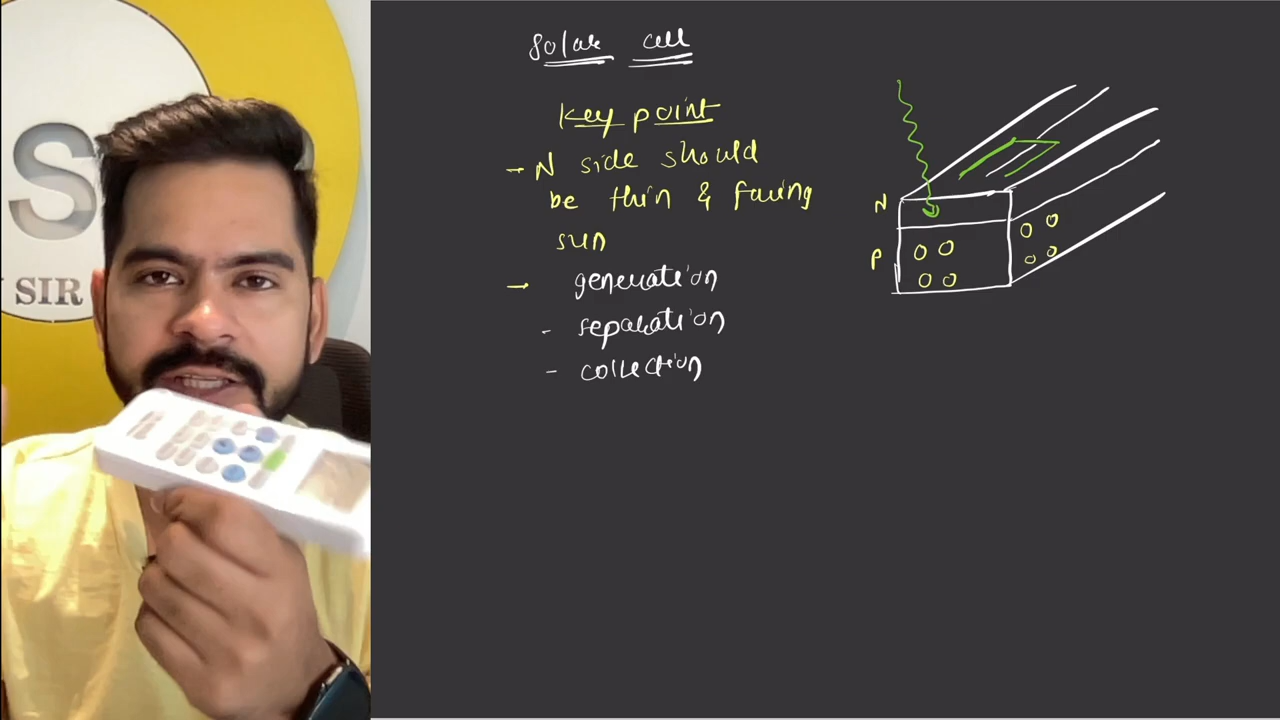 Solar cell
Key point
- N side should
be thin & facing
sun
- generation
- separation
- collection
N
P
S
SIR